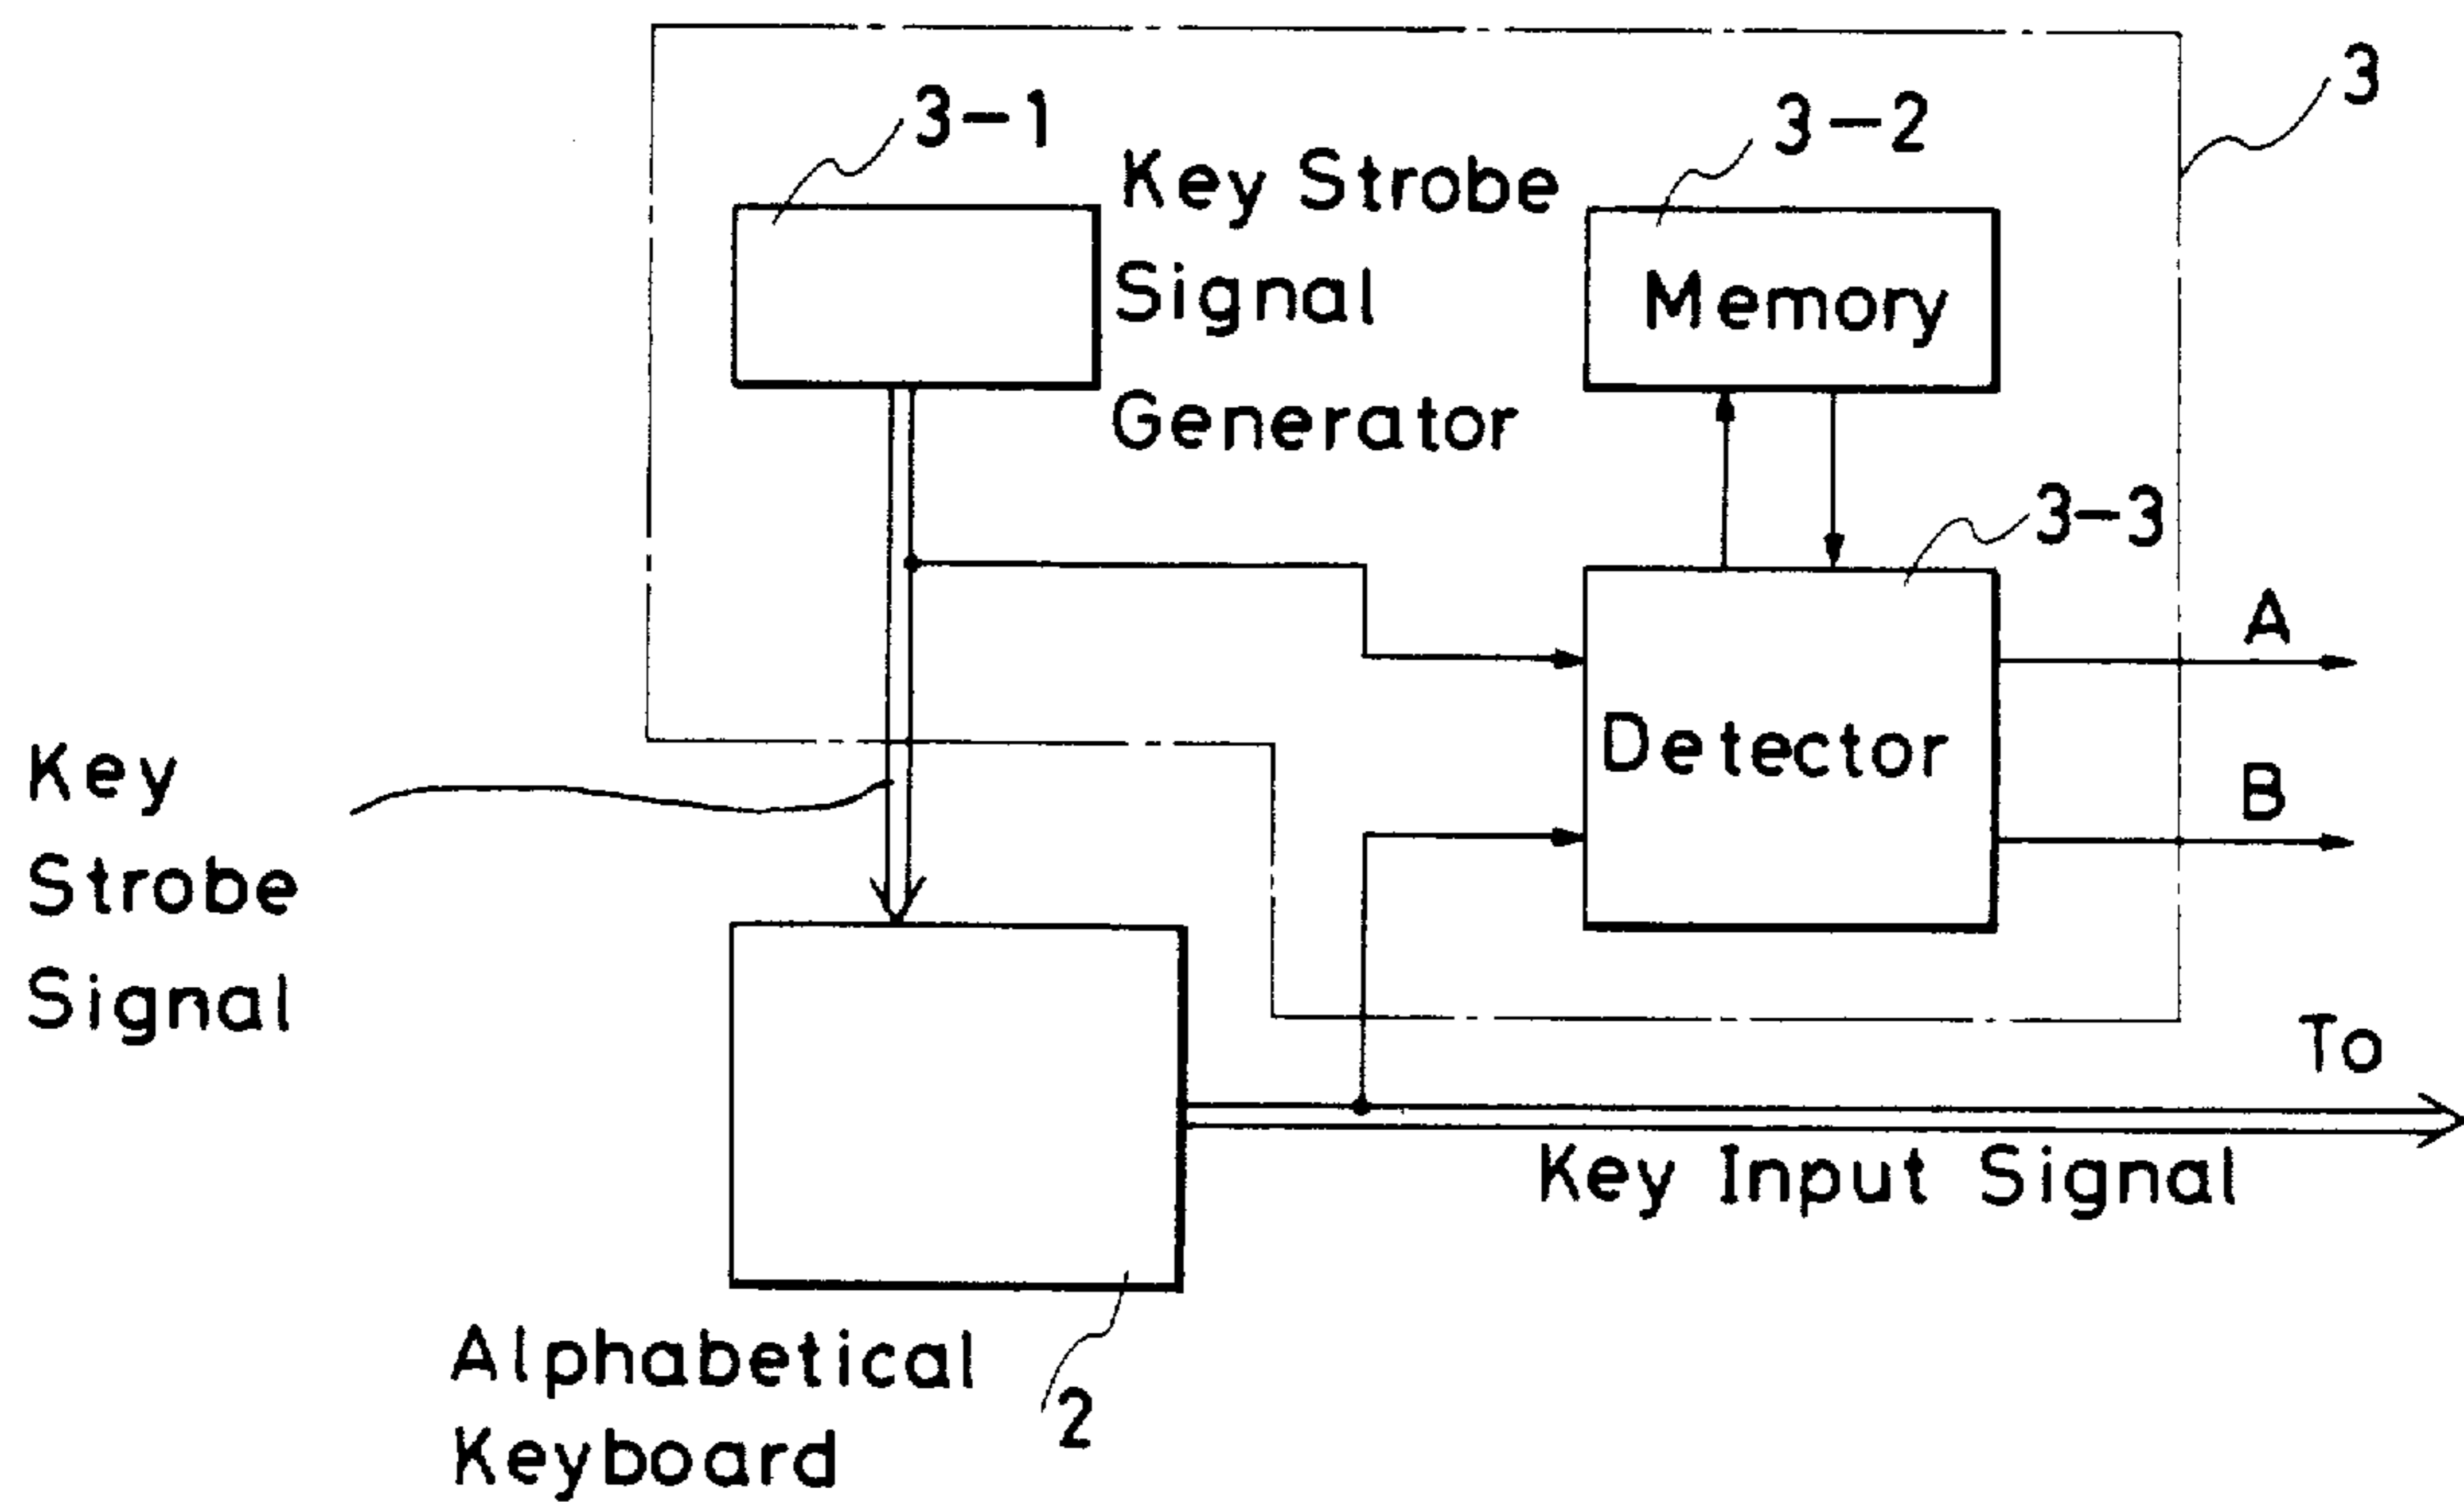 3
3-1
3-2
Key Strobe
Signal
Generator
Memory
3-3
A
Detector
B
Key
Strobe
Signal
To
Key Input Signal
Alphabetical
Keyboard
2